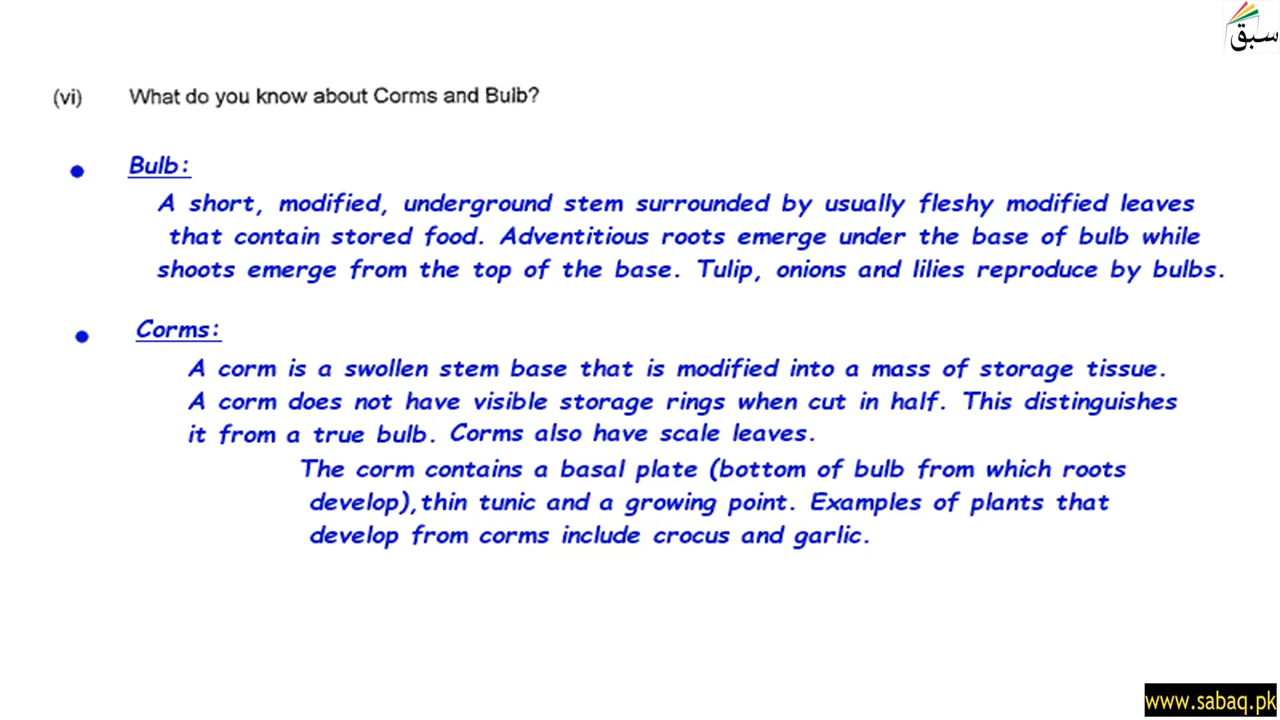 سبق
(vi) What do you know about Corms and Bulb?
Bulb:
A short, modified, underground stem surrounded by usually fleshy modified leaves
that contain stored food. Adventitious roots emerge under the base of bulb while
shoots emerge from the top of the base. Tulip, onions and lilies reproduce by bulbs.
Corms:
A corm is a swollen stem base that is modified into a mass of storage tissue.
A corm does not have visible storage rings when cut in half. This distinguishes
it from a true bulb. Corms also have scale leaves.
The corm contains a basal plate (bottom of bulb from which roots
develop),thin tunic and a growing point. Examples of plants that
develop from corms include crocus and garlic.
www.sabaq.pk